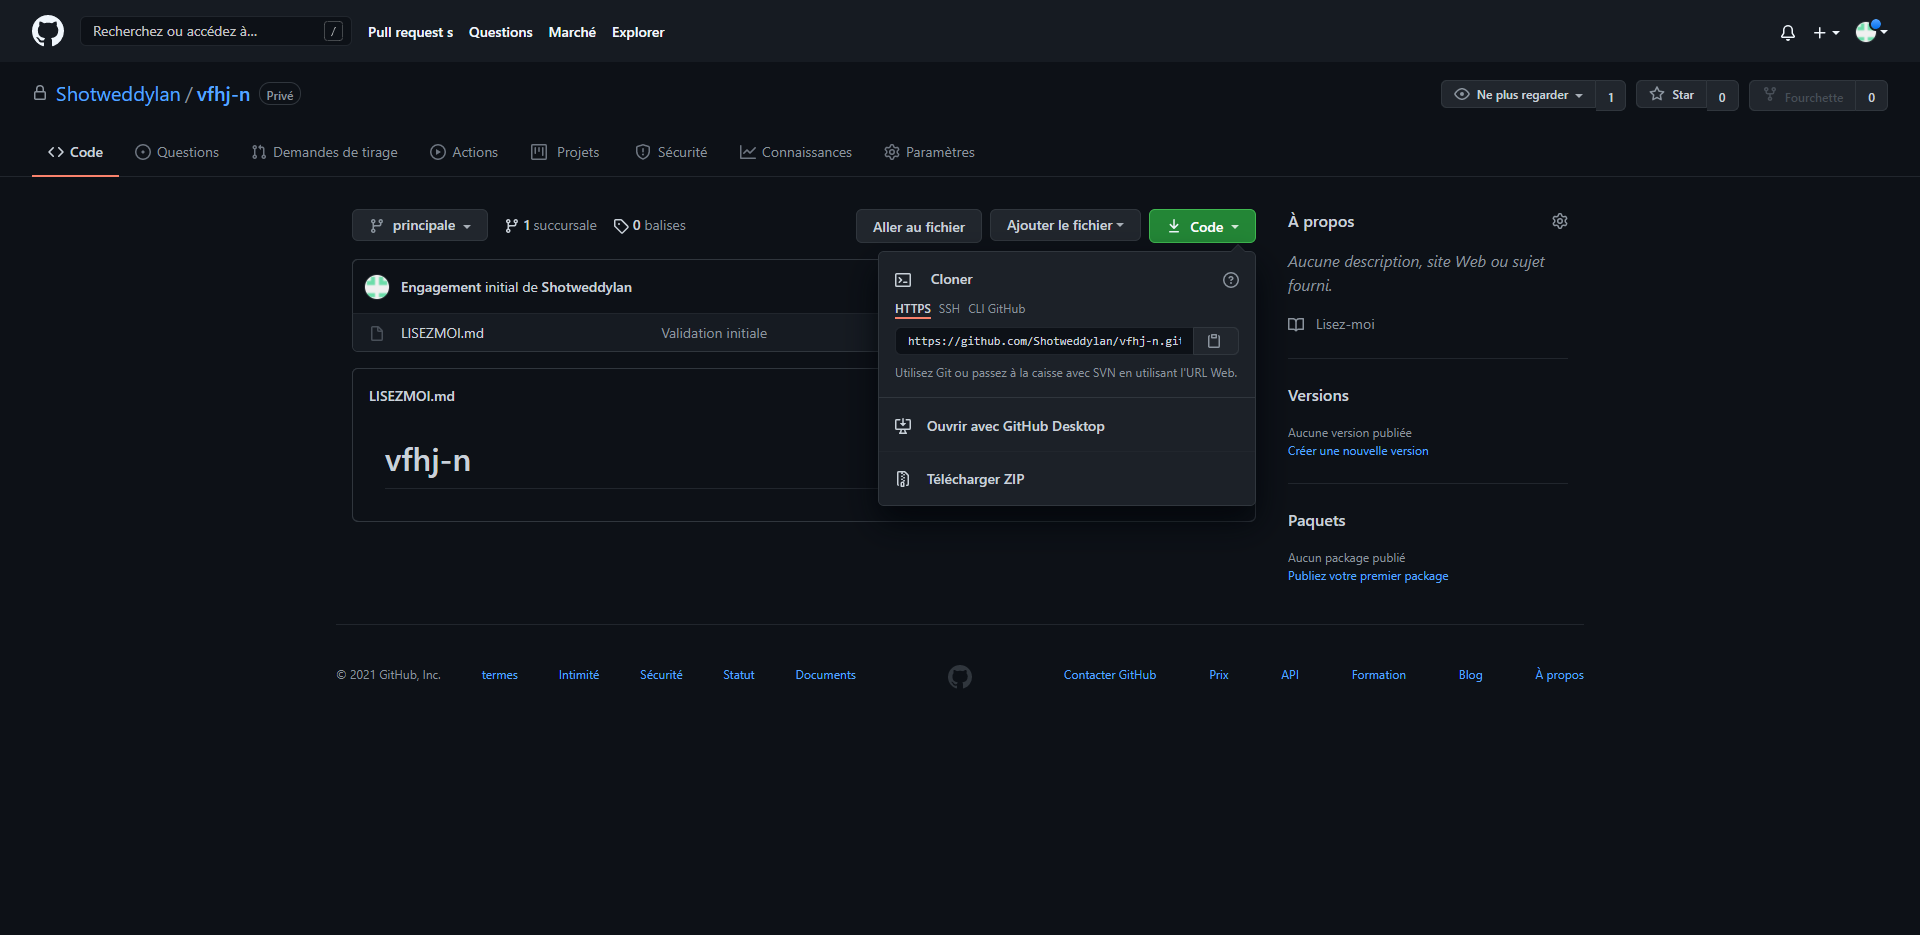 Recherchez ou accédez à... / Pull request s Questions Marché Explorer
Shotweddylan / vfhj-n Privé Ne plus regarder 1 Star 0 Fourchette 0
Code Questions Demandes de tirage Actions Projets Sécurité Connaissances Paramètres
principale 1 succursale 0 balises Aller au fichier Ajouter le fichier Code
Engagement initial de Shotweddylan
LISEZMOI.md Validation initiale
LISEZMOI.md
vfhj-n
Cloner
HTTPS SSH CLI GitHub
https://github.com/Shotweddylan/vfhj-n.git
Utilisez Git ou passez à la caisse avec SVN en utilisant l'URL Web.
Ouvrir avec GitHub Desktop
Télécharger ZIP
À propos
Aucune description, site Web ou sujet
fourni.
Lisez-moi
Versions
Aucune version publiée
Créer une nouvelle version
Paquets
Aucun package publié
Publiez votre premier package
© 2021 GitHub, Inc. termes Intimité Sécurité Statut Documents Contacter GitHub Prix API Formation Blog À propos